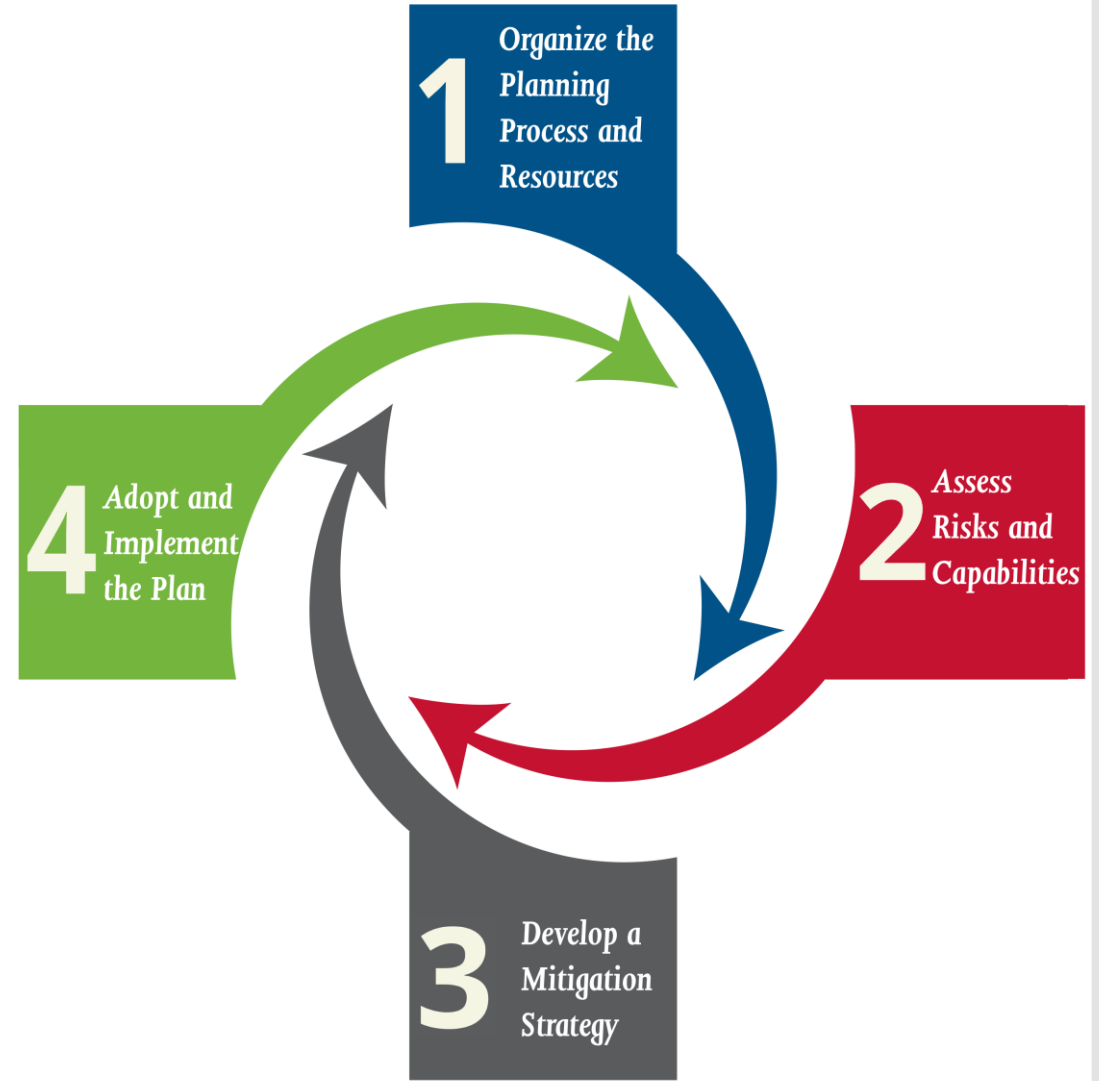 1
Organize the
Planning
Process and
Resources
2
Assess
Risks and
Capabilities
3
Develop a
Mitigation
Strategy
4
Adopt and
Implement
the Plan